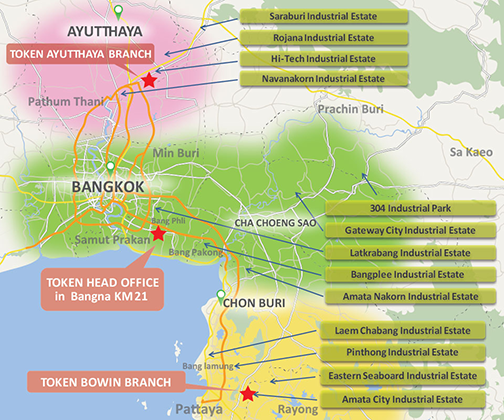 Saraburi Industrial Estate
AYUTTHAYA
Rojana Industrial Estate
TOKEN AYUTTHAYA BRANCH
Hi-Tech Industrial Estate
Navanakorn Industrial Estate
Pathum Thani
Prachin Buri
Min Buri
Sa Kaeo
BANGKOK
304 Industrial Park
Bang Phli
CHA CHOENG SAO
Gateway City Industrial Estate
Samut Prakan
Latkrabang Industrial Estate
Bang Pakong
Bangplee Industrial Estate
TOKEN HEAD OFFICE
in Bangna KM21
Amata Nakorn Industrial Estate
CHON BURI
Laem Chabang Industrial Estate
Pinthong Industrial Estate
Bang lamung
Eastern Seaboard Industrial Estate
TOKEN BOWIN BRANCH
Amata City Industrial Estate
Pattaya
Rayong